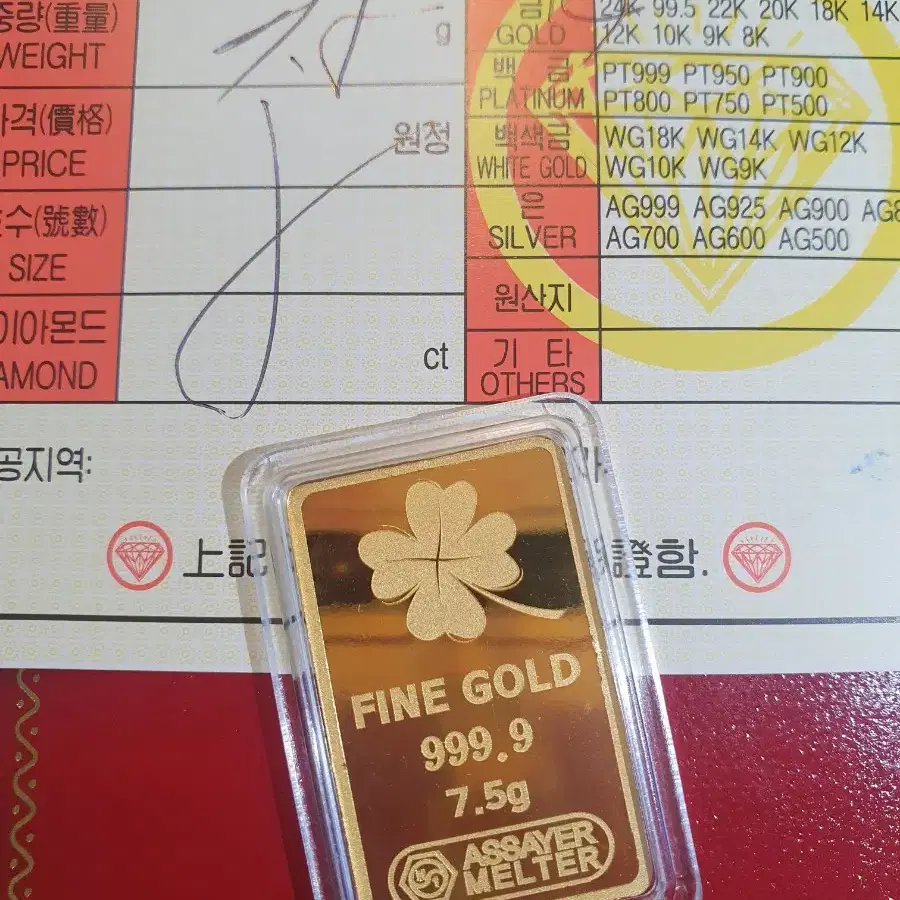 중량(重量)
WEIGHT
g
가격(價格)
PRICE
원정
호수(號數)
SIZE
다이아몬드
DIAMOND
ct
금
GOLD
24K 99.5 22K 20K 18K 14K
12K 10K 9K 8K
백 금
PLATINUM
PT999 PT950 PT900
PT800 PT750 PT500
백색금
WHITE GOLD
WG18K WG14K WG12K
WG10K WG9K
은
SILVER
AG999 AG925 AG900
AG700 AG600 AG500
원산지
기 타
OTHERS
공지역:
上記
證함.
FINE GOLD
999.9
7.5g
ASSAYER
MELTER